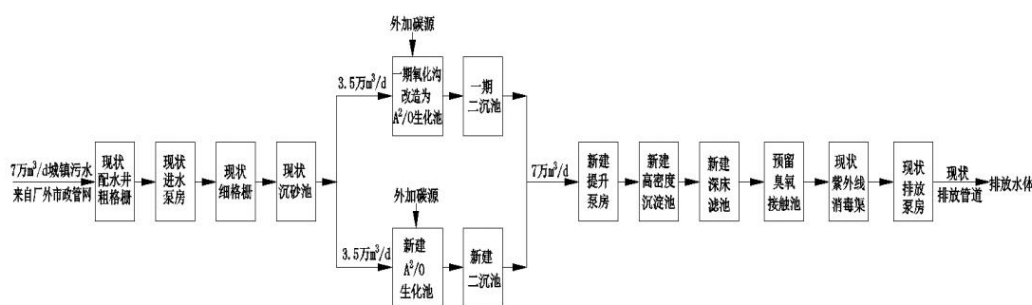 7万m³/d城镇污水
来自厂外市政管网
现状
配水井
粗格栅
现状
进水
泵房
现状
细格栅
现状
沉砂池
3.5万m³/d
外加碳源
一期氧化沟
改造为
A²/O生化池
一期
二沉池
3.5万m³/d
外加碳源
新建
A²/O
生化池
新建
二沉池
7万m³/d
新建
提升
泵房
新建
高密度
沉淀池
新建
深床
滤池
预留
臭氧
接触池
现状
紫外线
消毒渠
现状
排放
泵房
现状
排放管道
排放水体